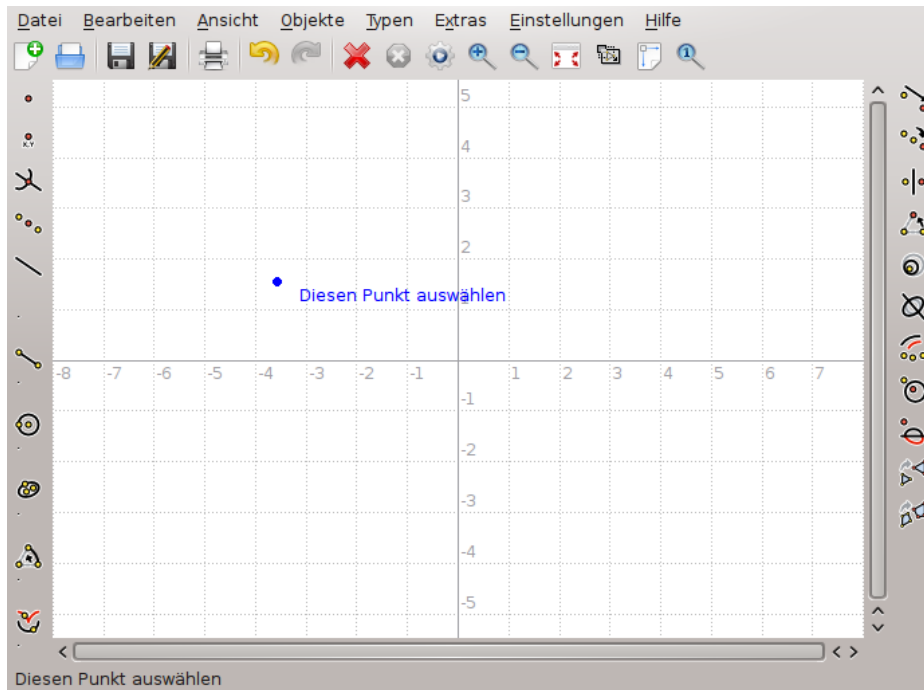 Datei Bearbeiten Ansicht Objekte Typen Extras Einstellungen Hilfe
1
X,Y
5
4
3
2
Diesen Punkt auswählen
1
-8 -7 -6 -5 -4 -3 -2 -1 1 2 3 4 5 6 7
-1
-2
-3
-4
-5
Diesen Punkt auswählen